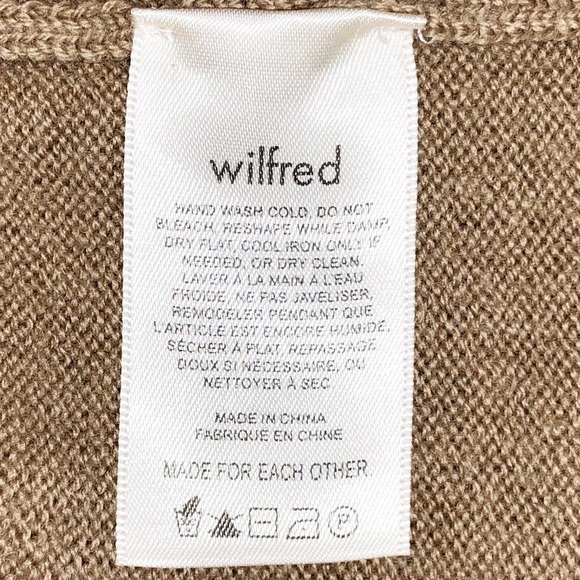 wilfred
HAND WASH COLD, DO NOT
BLEACH, RESHAPE WHILE DAMP,
DRY FLAT, COOL IRON ONLY IF
NEEDED, OR DRY CLEAN.
LAVER À LA MAIN À L'EAU
FROIDE, NE PAS JAVELISER,
REMODELER PENDANT QUE
L'ARTICLE EST ENCORE HUMIDE,
SÉCHER À PLAT, REPASSAGE
DOUX SI NÉCESSAIRE, OU
NETTOYER À SEC
MADE IN CHINA
FABRIQUE EN CHINE
MADE FOR EACH OTHER.
P